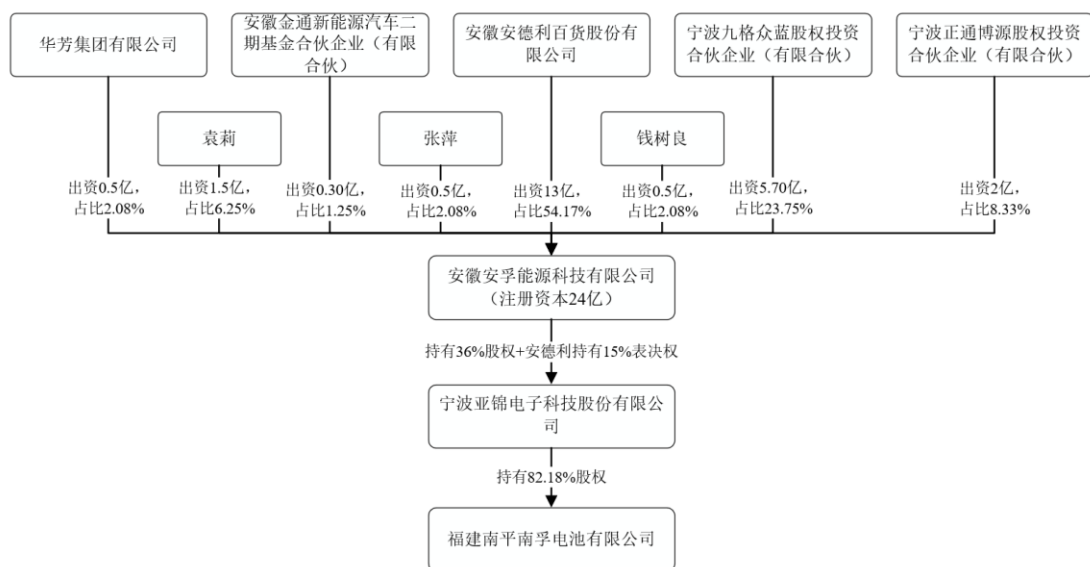 华芳集团有限公司
安徽金通新能源汽车二
期基金合伙企业（有限
合伙）
安徽安德利百货股份有
限公司
宁波九格众蓝股权投资
合伙企业（有限合伙）
宁波正通博源股权投资
合伙企业（有限合伙）
袁莉
张萍
钱树良
出资0.5亿，
占比2.08%
出资1.5亿，
占比6.25%
出资0.30亿，
占比1.25%
出资0.5亿，
占比2.08%
出资13亿，
占比54.17%
出资0.5亿，
占比2.08%
出资5.70亿，
占比23.75%
出资2亿，
占比8.33%
安徽安孚能源科技有限公司
（注册资本24亿）
持有36%股权+安德利持有15%表决权
宁波亚锦电子科技股份有限公
司
持有82.18%股权
福建南平南孚电池有限公司